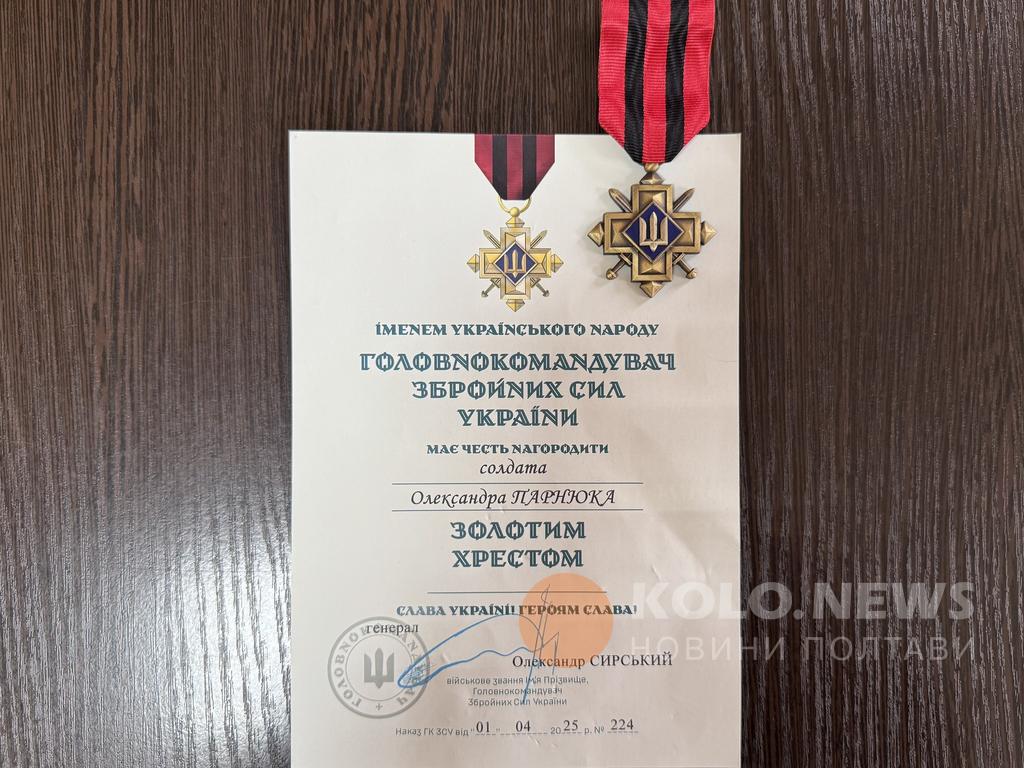 ІМЕНЕМ УКРАЇНСЬКОГО НАРОДУ
ГОЛОВНОКОМАНДУВАЧ
ЗБРОЙНИХ СИЛ
УКРАЇНИ
МАЄ ЧЕСТЬ НАГОРОДИТИ
солдата
Олександра ПАРНЮКА
ЗОЛОТИМ
ХРЕСТОМ
СЛАВА УКРАЇНІ! ГЕРОЯМ СЛАВА!
генерал
Олександр СИРСЬКИЙ
військове звання Ім'я Прізвище,
Головнокомандувач
Збройних Сил України
Наказ ГК ЗСУ від "01" 04 2025 р. № 224
ГОЛОВНОКОМАНДУВАЧ
KOLO.NEWS
НОВИНИ ПОЛТАВИ